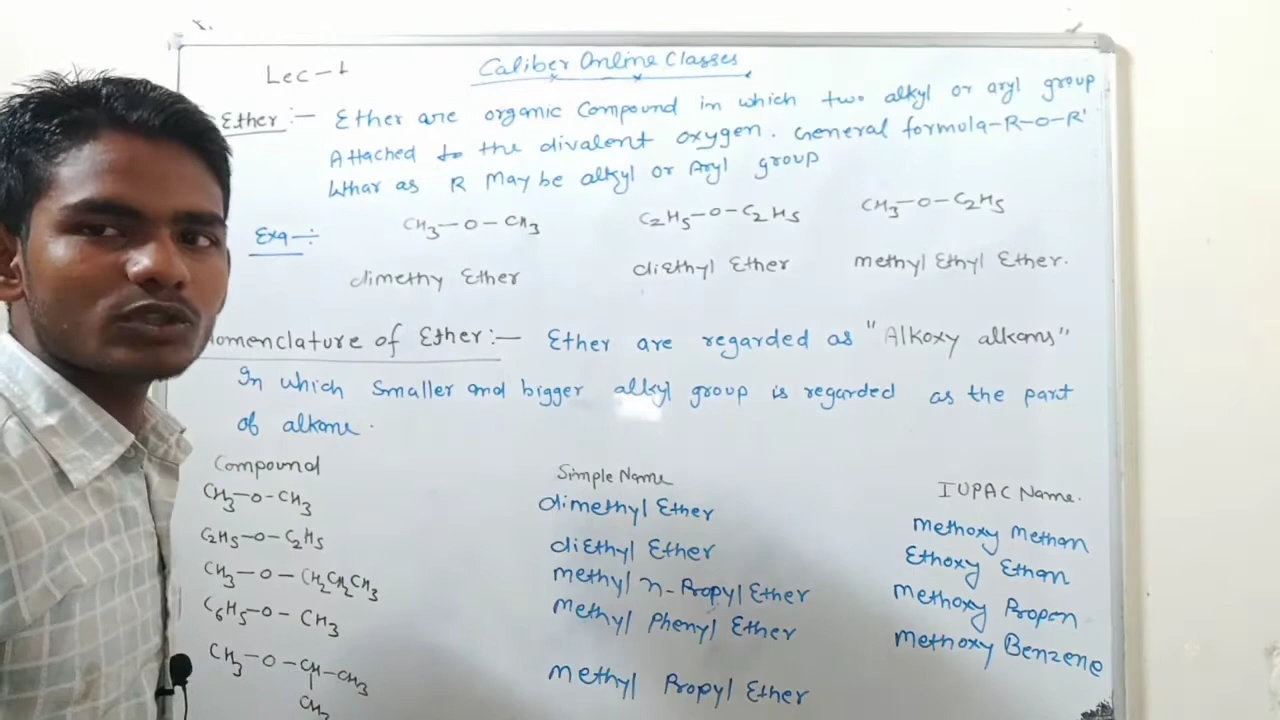 Lec-1
Caliber Online Classes
Ether:- Ether are organic Compound in which two alkyl or aryl group
Attached to the divalent oxygen. General formula-R-O-R'
Whar as R May be alkyl or Aryl group
Exa-:
CH3-O-CH3
C2H5-O-C2H5
CH3-O-C2H5
dimethy Ether
diEthyl Ether
methyl Ethyl Ether.
omenclature of Ether:- Ether are regarded as "Alkoxy alkans"
In which Smaller and bigger alkyl group is regarded as the part
of alkane.
Compound Simple Name IUPAC Name.
CH3-O-CH3 dimethyl Ether Methoxy Methan
C2H5-O-C2H5 diEthyl Ether Ethoxy Ethan
CH3-O-CH2CH2CH3 methyl n-Propyl Ether Methoxy Propan
C6H5-O-CH3 Methyl Phenyl Ether Methoxy Benzene
CH3-O-CH-CH3 Methyl Propyl Ether
CH3